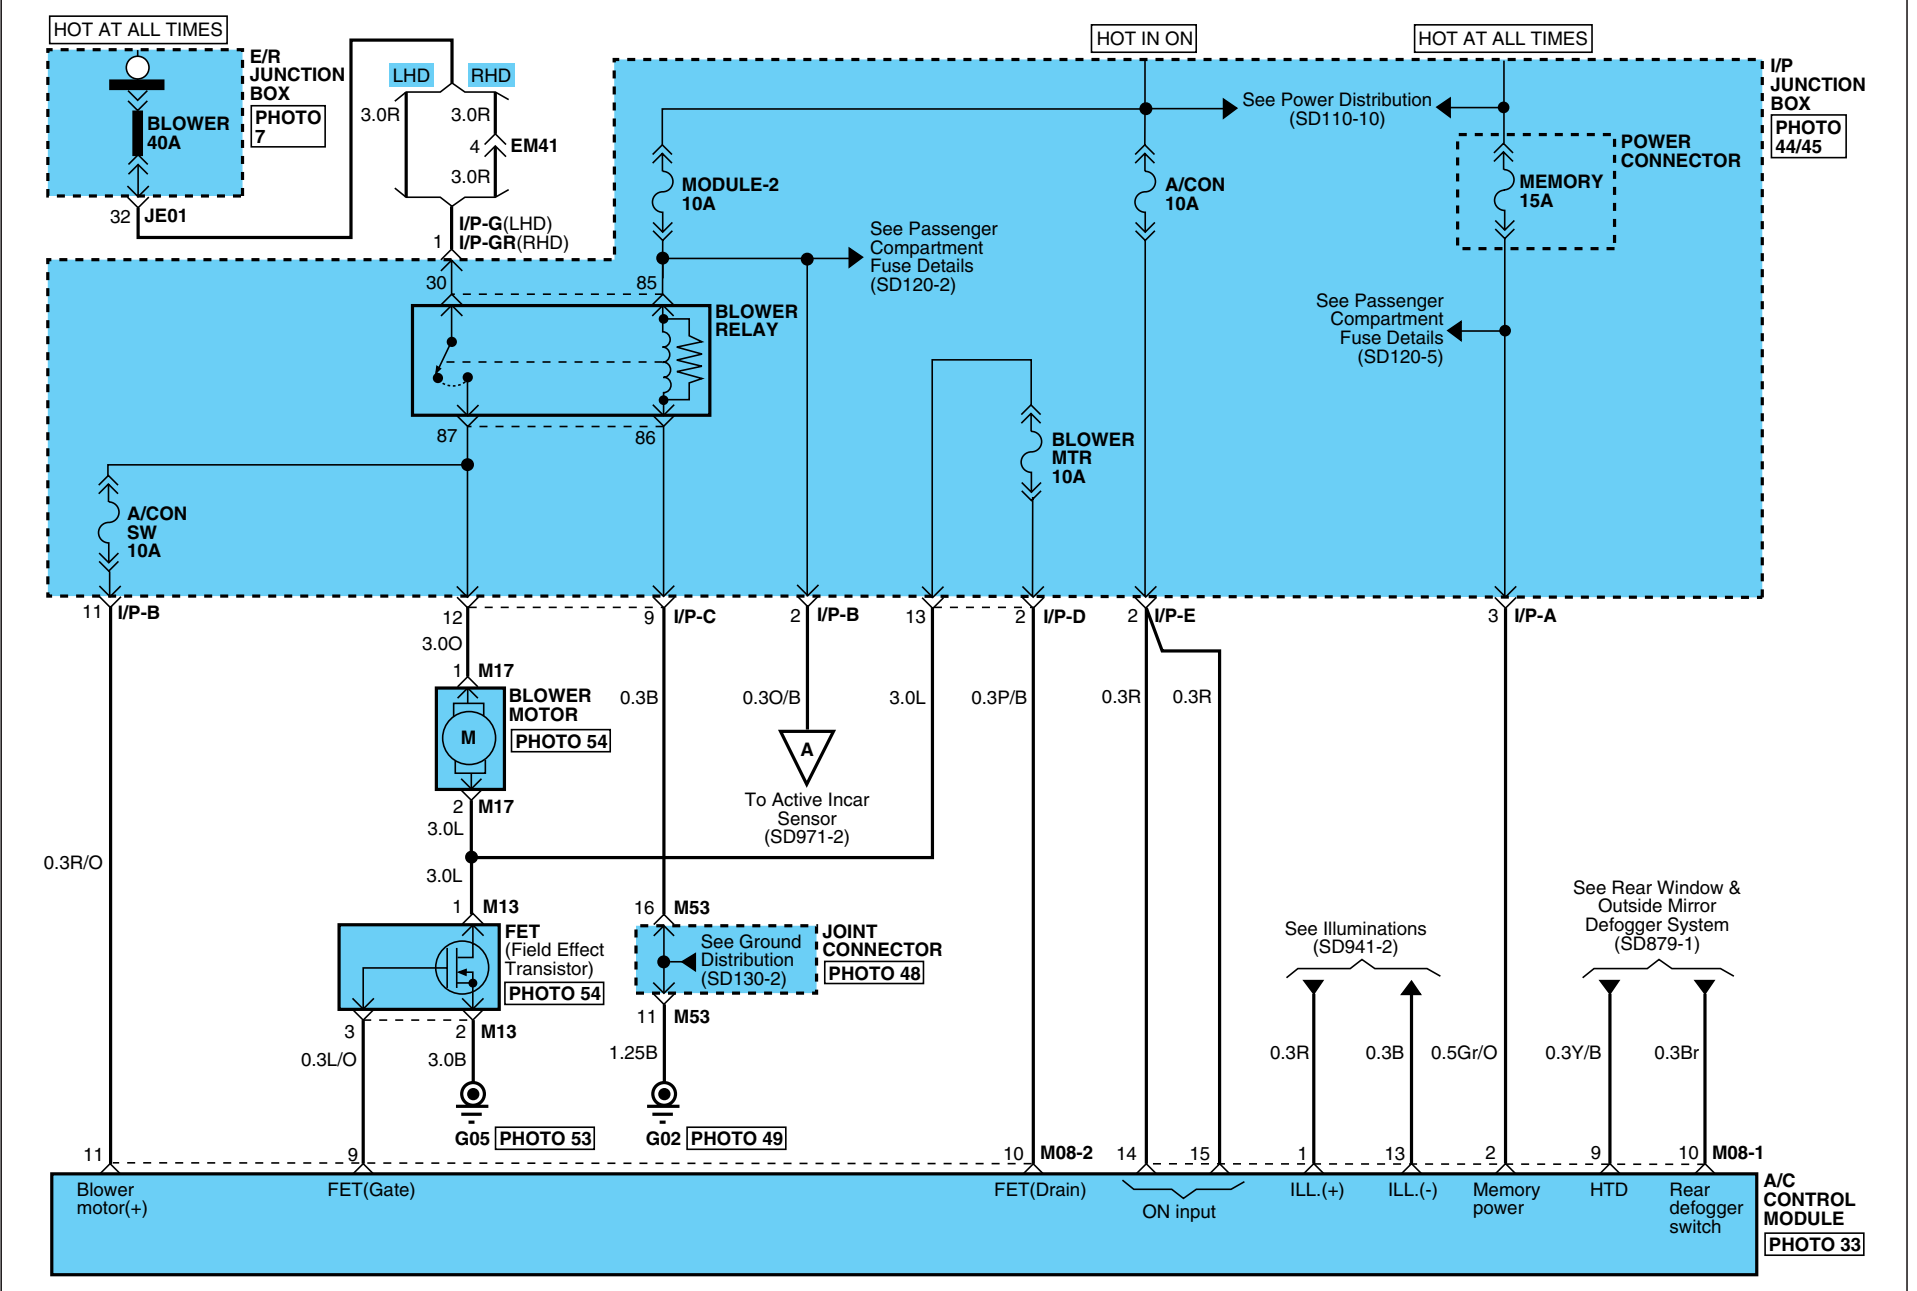 HOT AT ALL TIMES
E/R
JUNCTION
BOX
PHOTO
7
BLOWER
40A
32 JE01
LHD
RHD
3.0R
3.0R
4 EM41
3.0R
I/P-G(LHD)
1 I/P-GR(RHD)
HOT IN ON
HOT AT ALL TIMES
I/P
JUNCTION
BOX
PHOTO
44/45
See Power Distribution
(SD110-10)
POWER
CONNECTOR
MODULE-2
10A
A/CON
10A
MEMORY
15A
See Passenger
Compartment
Fuse Details
(SD120-2)
See Passenger
Compartment
Fuse Details
(SD120-5)
30
85
BLOWER
RELAY
87
86
BLOWER
MTR
10A
A/CON
SW
10A
11 I/P-B
12
9 I/P-C
2 I/P-B
13
2 I/P-D
2 I/P-E
3 I/P-A
3.0O
1 M17
BLOWER
MOTOR
PHOTO 54
M
2 M17
3.0L
0.3B
0.3O/B
3.0L
0.3P/B
0.3R
0.3R
A
To Active Incar
Sensor
(SD971-2)
0.3R/O
3.0L
1 M13
FET
(Field Effect
Transistor)
PHOTO 54
16 M53
See Ground
Distribution
(SD130-2)
JOINT
CONNECTOR
PHOTO 48
11 M53
3
2 M13
0.3L/O
3.0B
1.25B
G05 PHOTO 53
G02 PHOTO 49
See Illuminations
(SD941-2)
See Rear Window &
Outside Mirror
Defogger System
(SD879-1)
0.3R
0.3B
0.5Gr/O
0.3Y/B
0.3Br
11
9
10 M08-2
14
15
1
13
2
9
10 M08-1
Blower
motor(+)
FET(Gate)
FET(Drain)
ON input
ILL.(+)
ILL.(-)
Memory
power
HTD
Rear
defogger
switch
A/C
CONTROL
MODULE
PHOTO 33